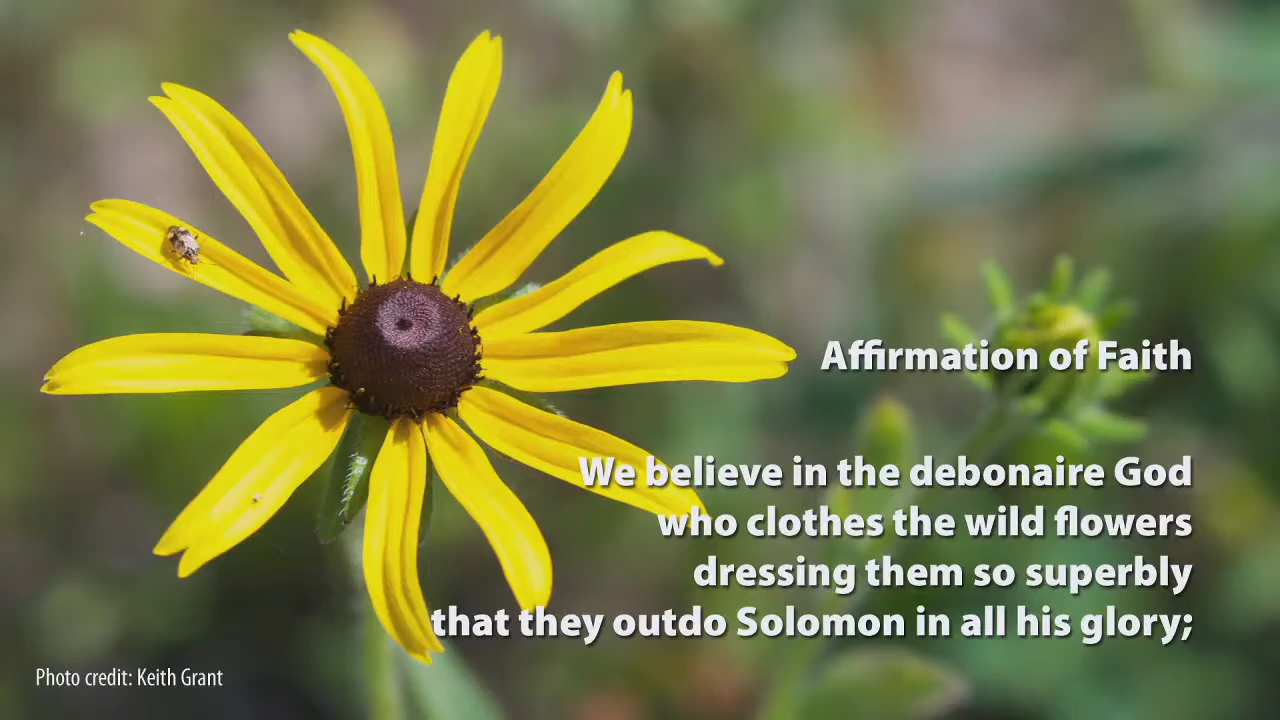 Affirmation of Faith
We believe in the debonaire God
who clothes the wild flowers
dressing them so superbly
that they outdo Solomon in all his glory;
Photo credit: Keith Grant